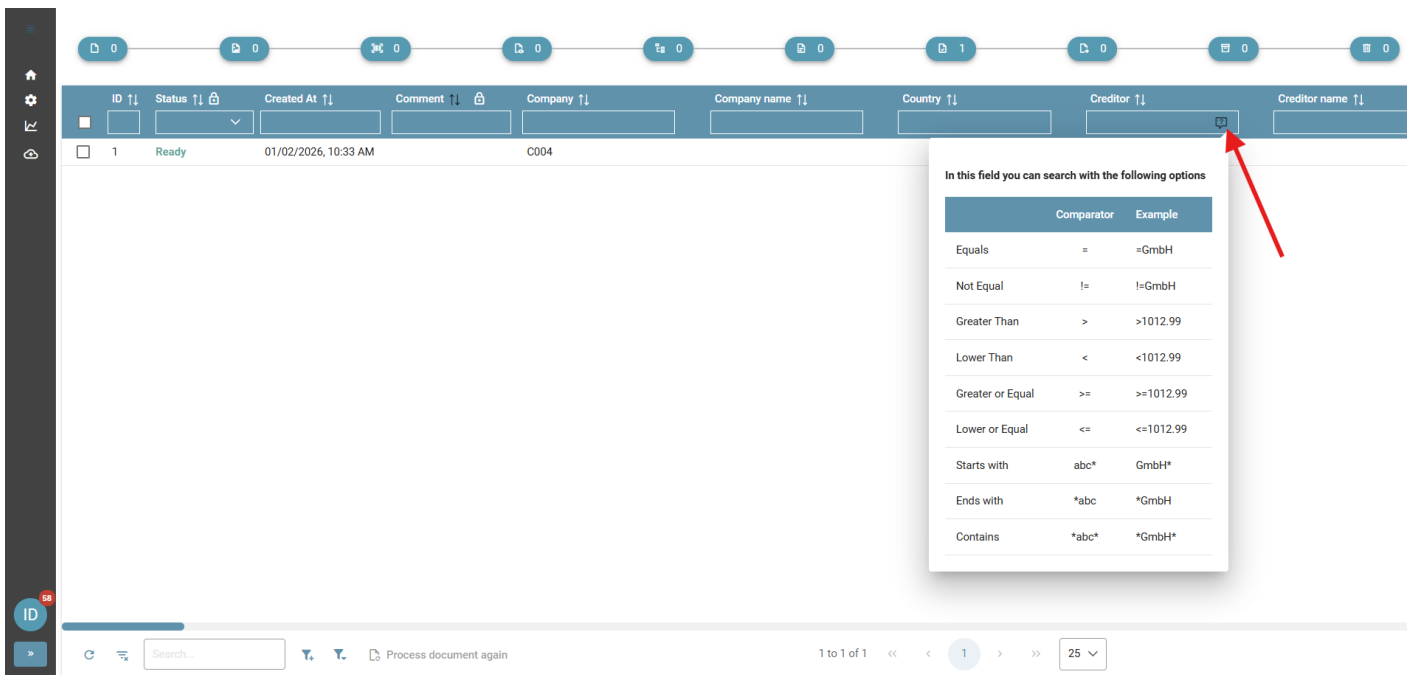 0 0 0 0 0 0 1 0 0 0
ID Status Created At Comment Company Company name Country Creditor Creditor name
1 Ready 01/02/2026, 10:33 AM C004
In this field you can search with the following options
Comparator Example
Equals = =GmbH
Not Equal != !=GmbH
Greater Than > >1012.99
Lower Than < <1012.99
Greater or Equal >= >=1012.99
Lower or Equal <= <=1012.99
Starts with abc* GmbH*
Ends with *abc *GmbH
Contains *abc* *GmbH*
58
ID
» Search... Process document again 1 to 1 of 1 « ‹ 1 › » 25